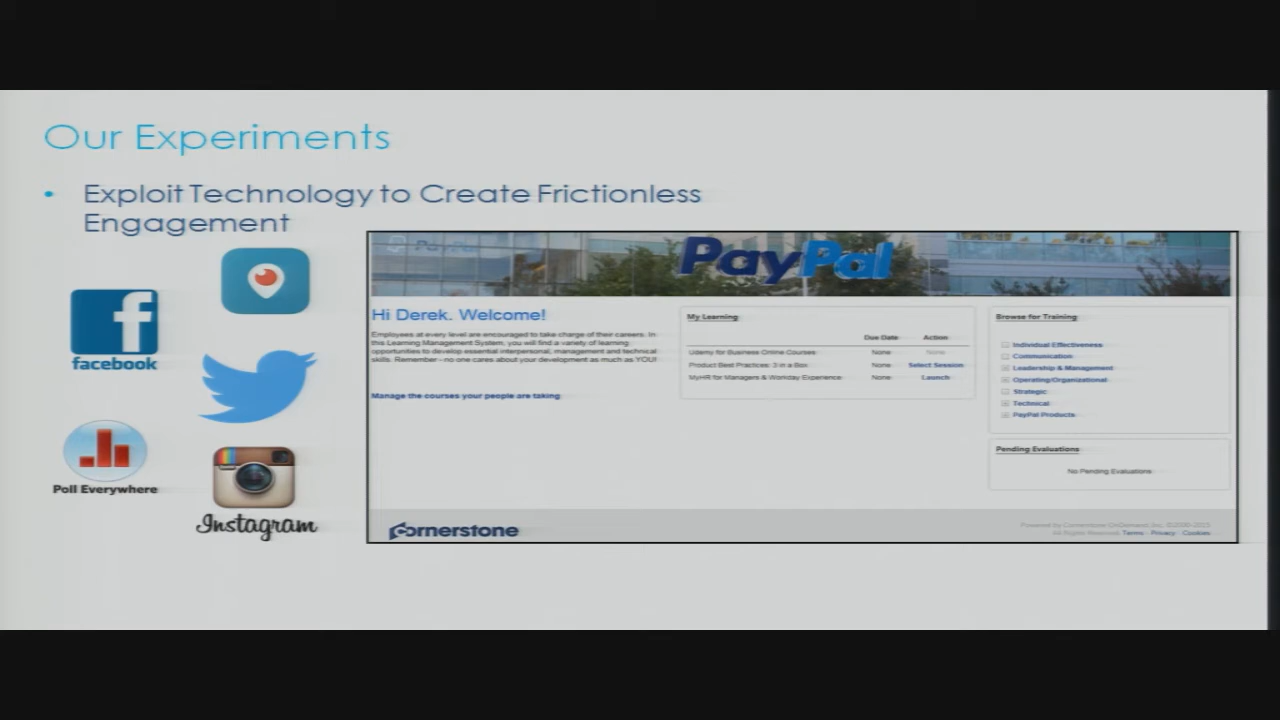 Our Experiments
• Exploit Technology to Create Frictionless
Engagement
facebook
Poll Everywhere
Instagram
PayPal
PayPal
Hi Derek. Welcome!
Employees at every level are encouraged to take charge of their careers. In
this Learning Management System, you will find a variety of learning
opportunities to develop essential interpersonal, management and technical
skills. Remember - no one cares about your development as much as YOU!
Manage the courses your people are taking
My Learning
Due Date Action
Udemy for Business Online Courses None None
Product Best Practices: 3 in a Box None Select Session
MyHR for Managers & Workday Experience None Launch
Browse for Training
Individual Effectiveness
Communication
Leadership & Management
Operating/Organizational
Strategic
Technical
PayPal Products
Pending Evaluations
No Pending Evaluations
Cornerstone
Powered by Cornerstone OnDemand, Inc. ©2000-2015
All Rights Reserved. Terms - Privacy - Cookies